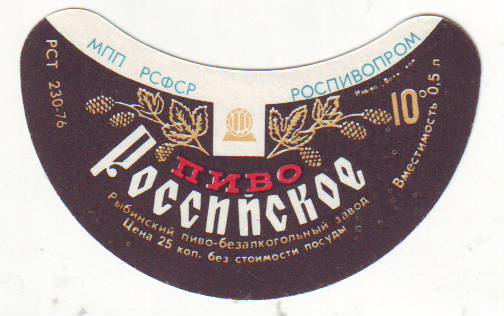 МПП РСФСР
РОСПИВОПРОМ
РСТ 230-76
10°
Вместимость 0,5 л
ПИВО
Российское
Рыбинский пиво-безалкогольный завод
Цена 25 коп. без стоимости посуды